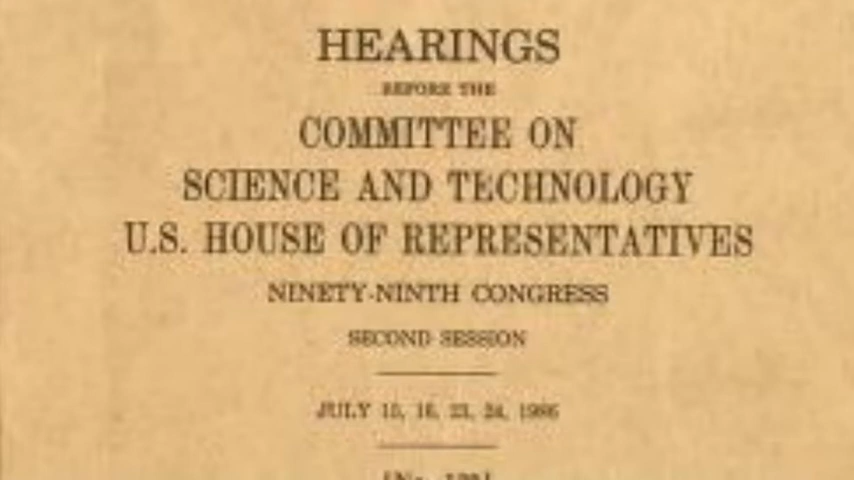 HEARINGS
BEFORE THE
COMMITTEE ON
SCIENCE AND TECHNOLOGY
U.S. HOUSE OF REPRESENTATIVES
NINETY-NINTH CONGRESS
SECOND SESSION
JULY 15, 16, 23, 24, 1986
[No.